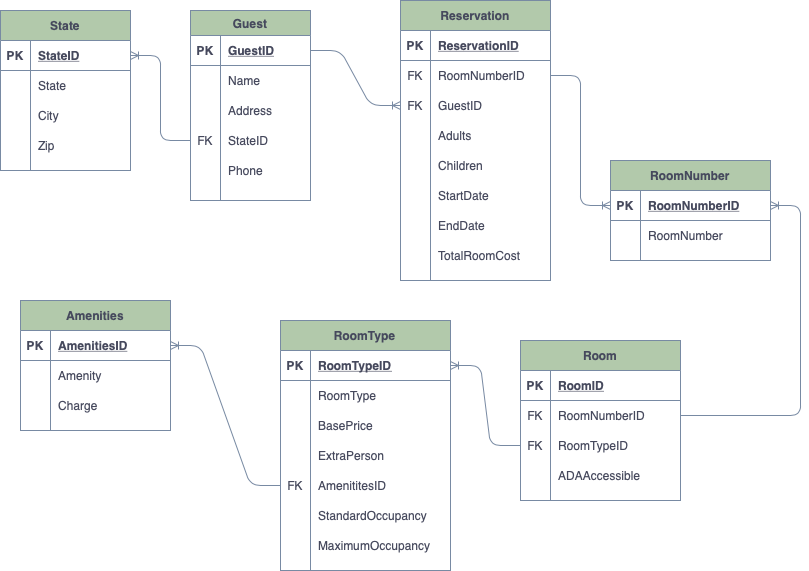 State
PK StateID
State
City
Zip
Guest
PK GuestID
Name
Address
FK StateID
Phone
Reservation
PK ReservationID
FK RoomNumberID
FK GuestID
Adults
Children
StartDate
EndDate
TotalRoomCost
RoomNumber
PK RoomNumberID
RoomNumber
Amenities
PK AmenitiesID
Amenity
Charge
RoomType
PK RoomTypeID
RoomType
BasePrice
ExtraPerson
FK AmenititesID
StandardOccupancy
MaximumOccupancy
Room
PK RoomID
FK RoomNumberID
FK RoomTypeID
ADAAccessible